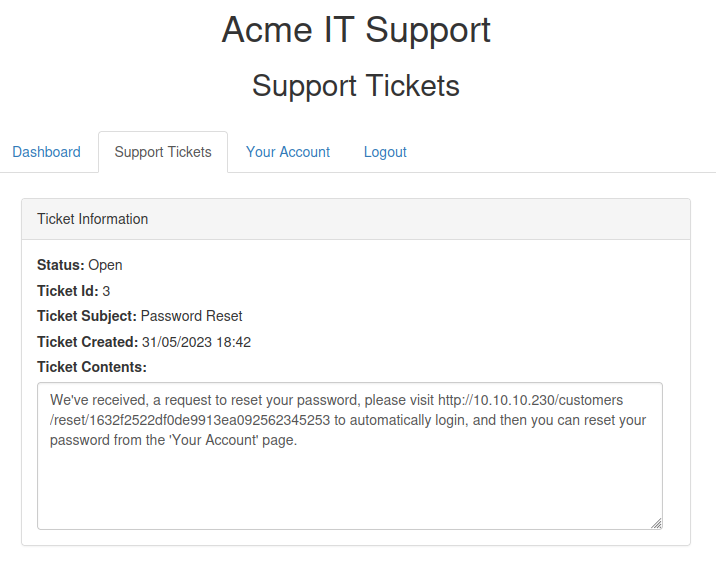 Acme IT Support
Support Tickets
Dashboard Support Tickets Your Account Logout
Ticket Information
Status: Open
Ticket Id: 3
Ticket Subject: Password Reset
Ticket Created: 31/05/2023 18:42
Ticket Contents:
We've received, a request to reset your password, please visit http://10.10.10.230/customers
/reset/1632f2522df0de9913ea092562345253 to automatically login, and then you can reset your
password from the 'Your Account' page.